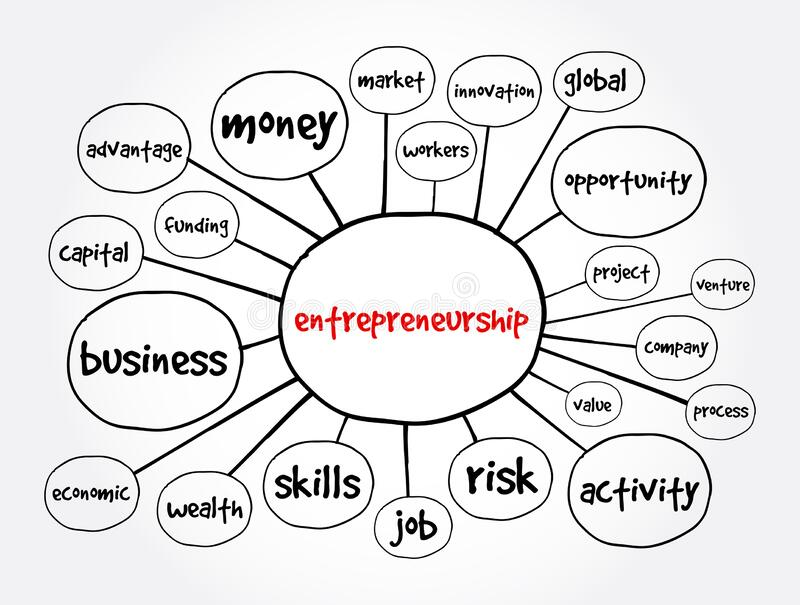 market
innovation
global
money
workers
advantage
opportunity
funding
capital
project
venture
entrepreneurship
business
company
value
process
economic
wealth
skills
job
risk
activity
dreamstime